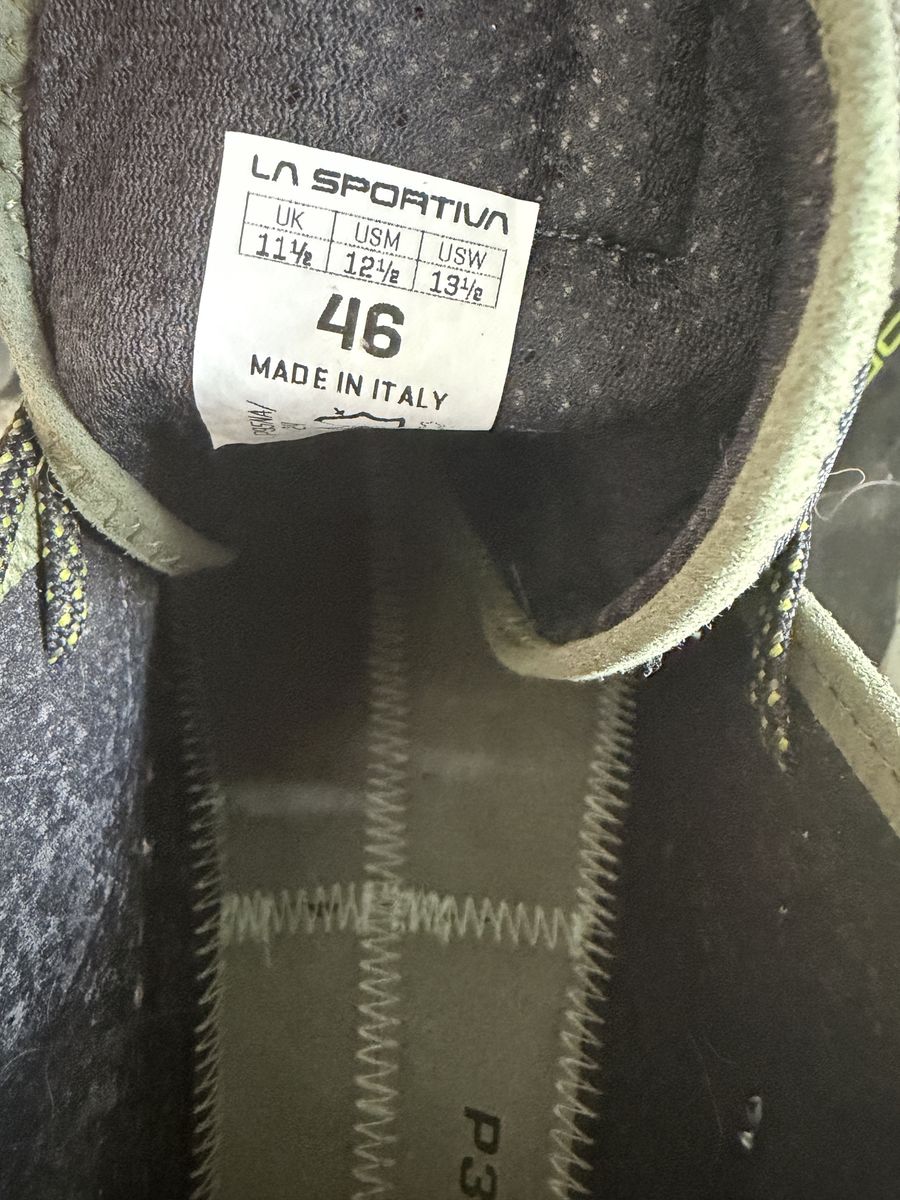 LA SPORTIVA
UK USM USW
11½ 12½ 13½
46
MADE IN ITALY
P3